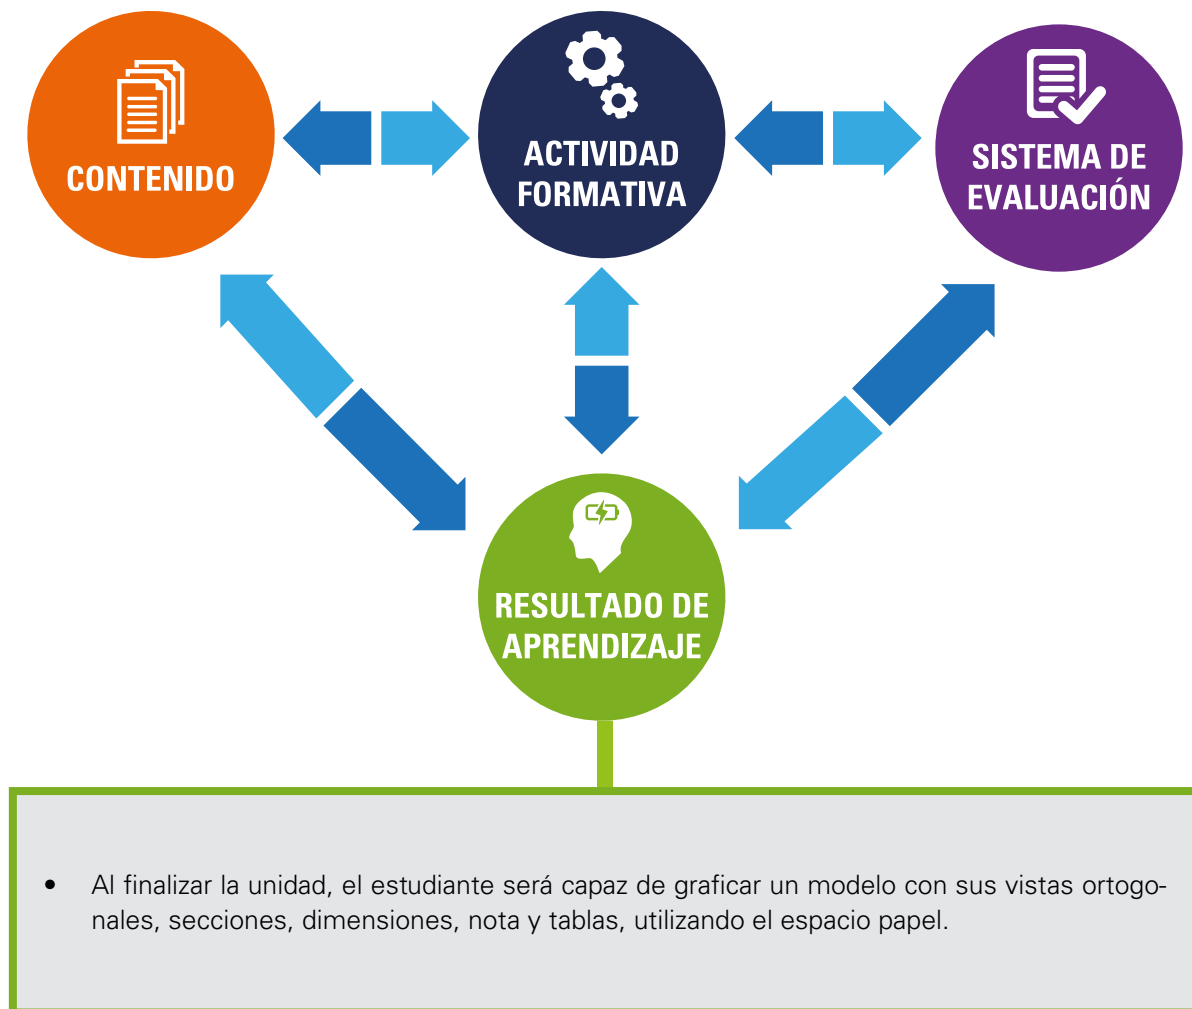 CONTENIDO
ACTIVIDAD
FORMATIVA
SISTEMA DE
EVALUACIÓN
RESULTADO DE
APRENDIZAJE
• Al finalizar la unidad, el estudiante será capaz de graficar un modelo con sus vistas ortogo-
nales, secciones, dimensiones, nota y tablas, utilizando el espacio papel.